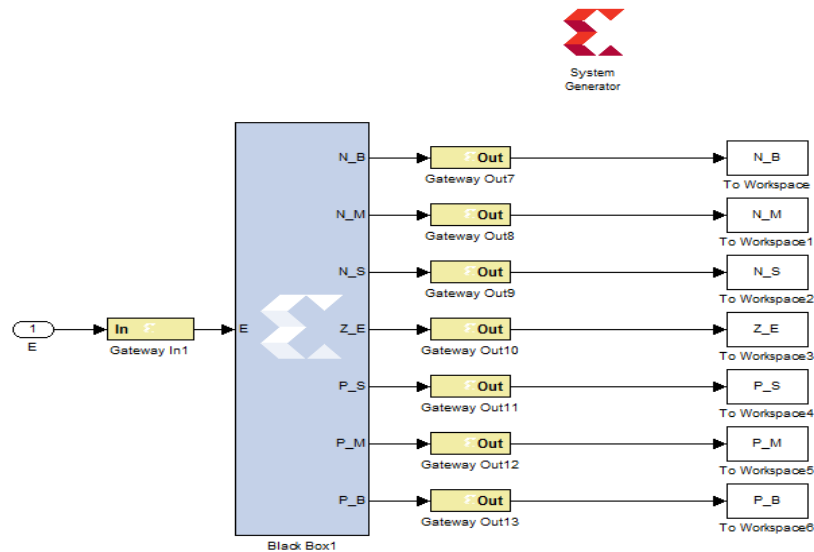 System
Generator
N_B
Out
N_B
Gateway Out7
To Workspace
N_M
Out
N_M
Gateway Out8
To Workspace1
N_S
Out
N_S
Gateway Out9
To Workspace2
1
In
E
Z_E
Out
Z_E
E
Gateway In1
Gateway Out10
To Workspace3
P_S
Out
P_S
Gateway Out11
To Workspace4
P_M
Out
P_M
Gateway Out12
To Workspace5
P_B
Out
P_B
Gateway Out13
To Workspace6
Black Box1